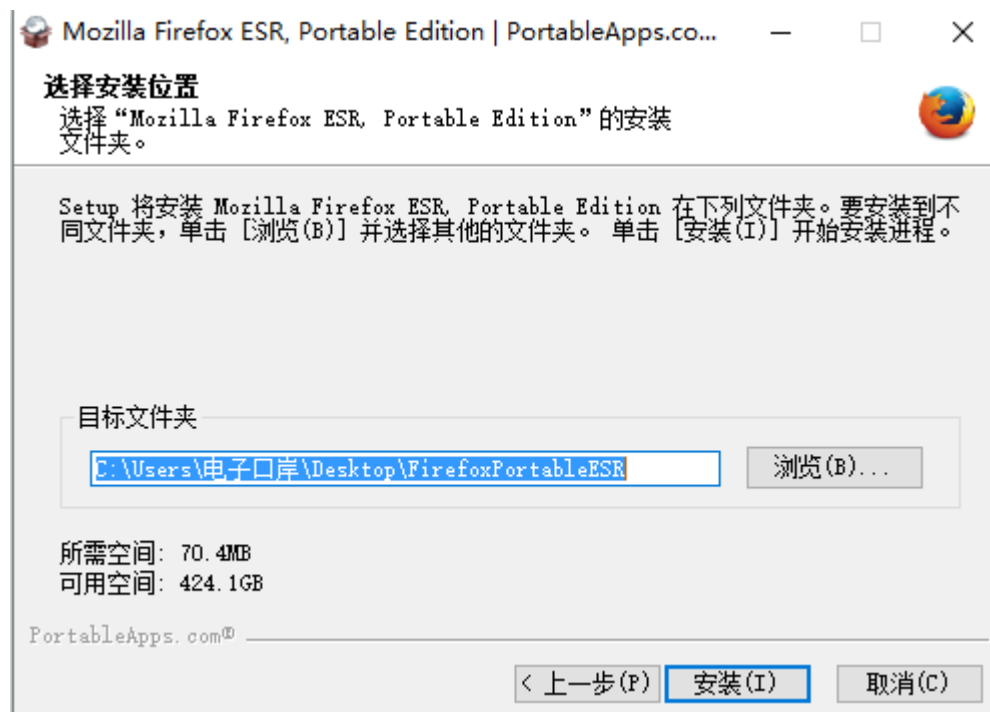 Mozilla Firefox ESR, Portable Edition | PortableApps.co...
选择安装位置
选择“Mozilla Firefox ESR, Portable Edition”的安装
文件夹。
Setup 将安装 Mozilla Firefox ESR, Portable Edition 在下列文件夹。要安装到不
同文件夹，单击 [浏览(B)] 并选择其他的文件夹。 单击 [安装(I)] 开始安装进程。
目标文件夹
C:\Users\电子口岸\Desktop\FirefoxPortableESR
浏览(B)...
所需空间: 70.4MB
可用空间: 424.1GB
PortableApps.com®
< 上一步(P)
安装(I)
取消(C)